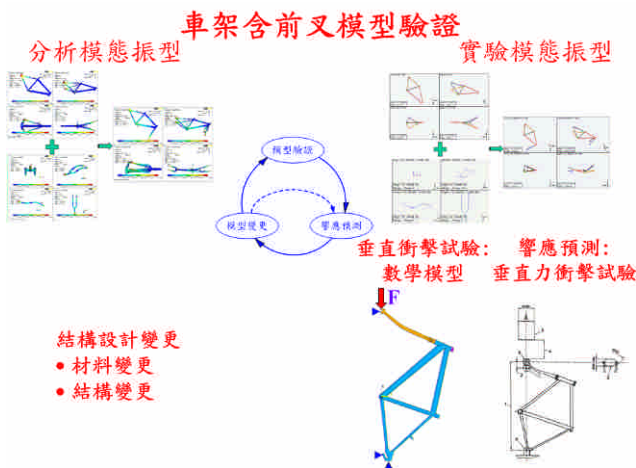 車架含前叉模型驗證
分析模態振型
實驗模態振型
模型驗證
模型變更
響應預測
垂直衝擊試驗:
數學模型
響應預測:
垂直力衝擊試驗
F
結構設計變更
• 材料變更
• 結構變更